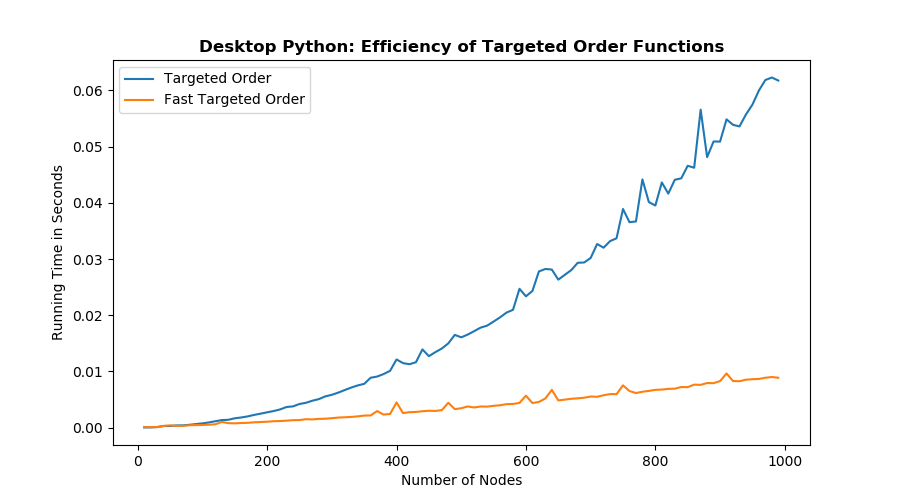 Desktop Python: Efficiency of Targeted Order Functions
Targeted Order
Fast Targeted Order
Running Time in Seconds
0.06
0.05
0.04
0.03
0.02
0.01
0.00
0 200 400 600 800 1000
Number of Nodes